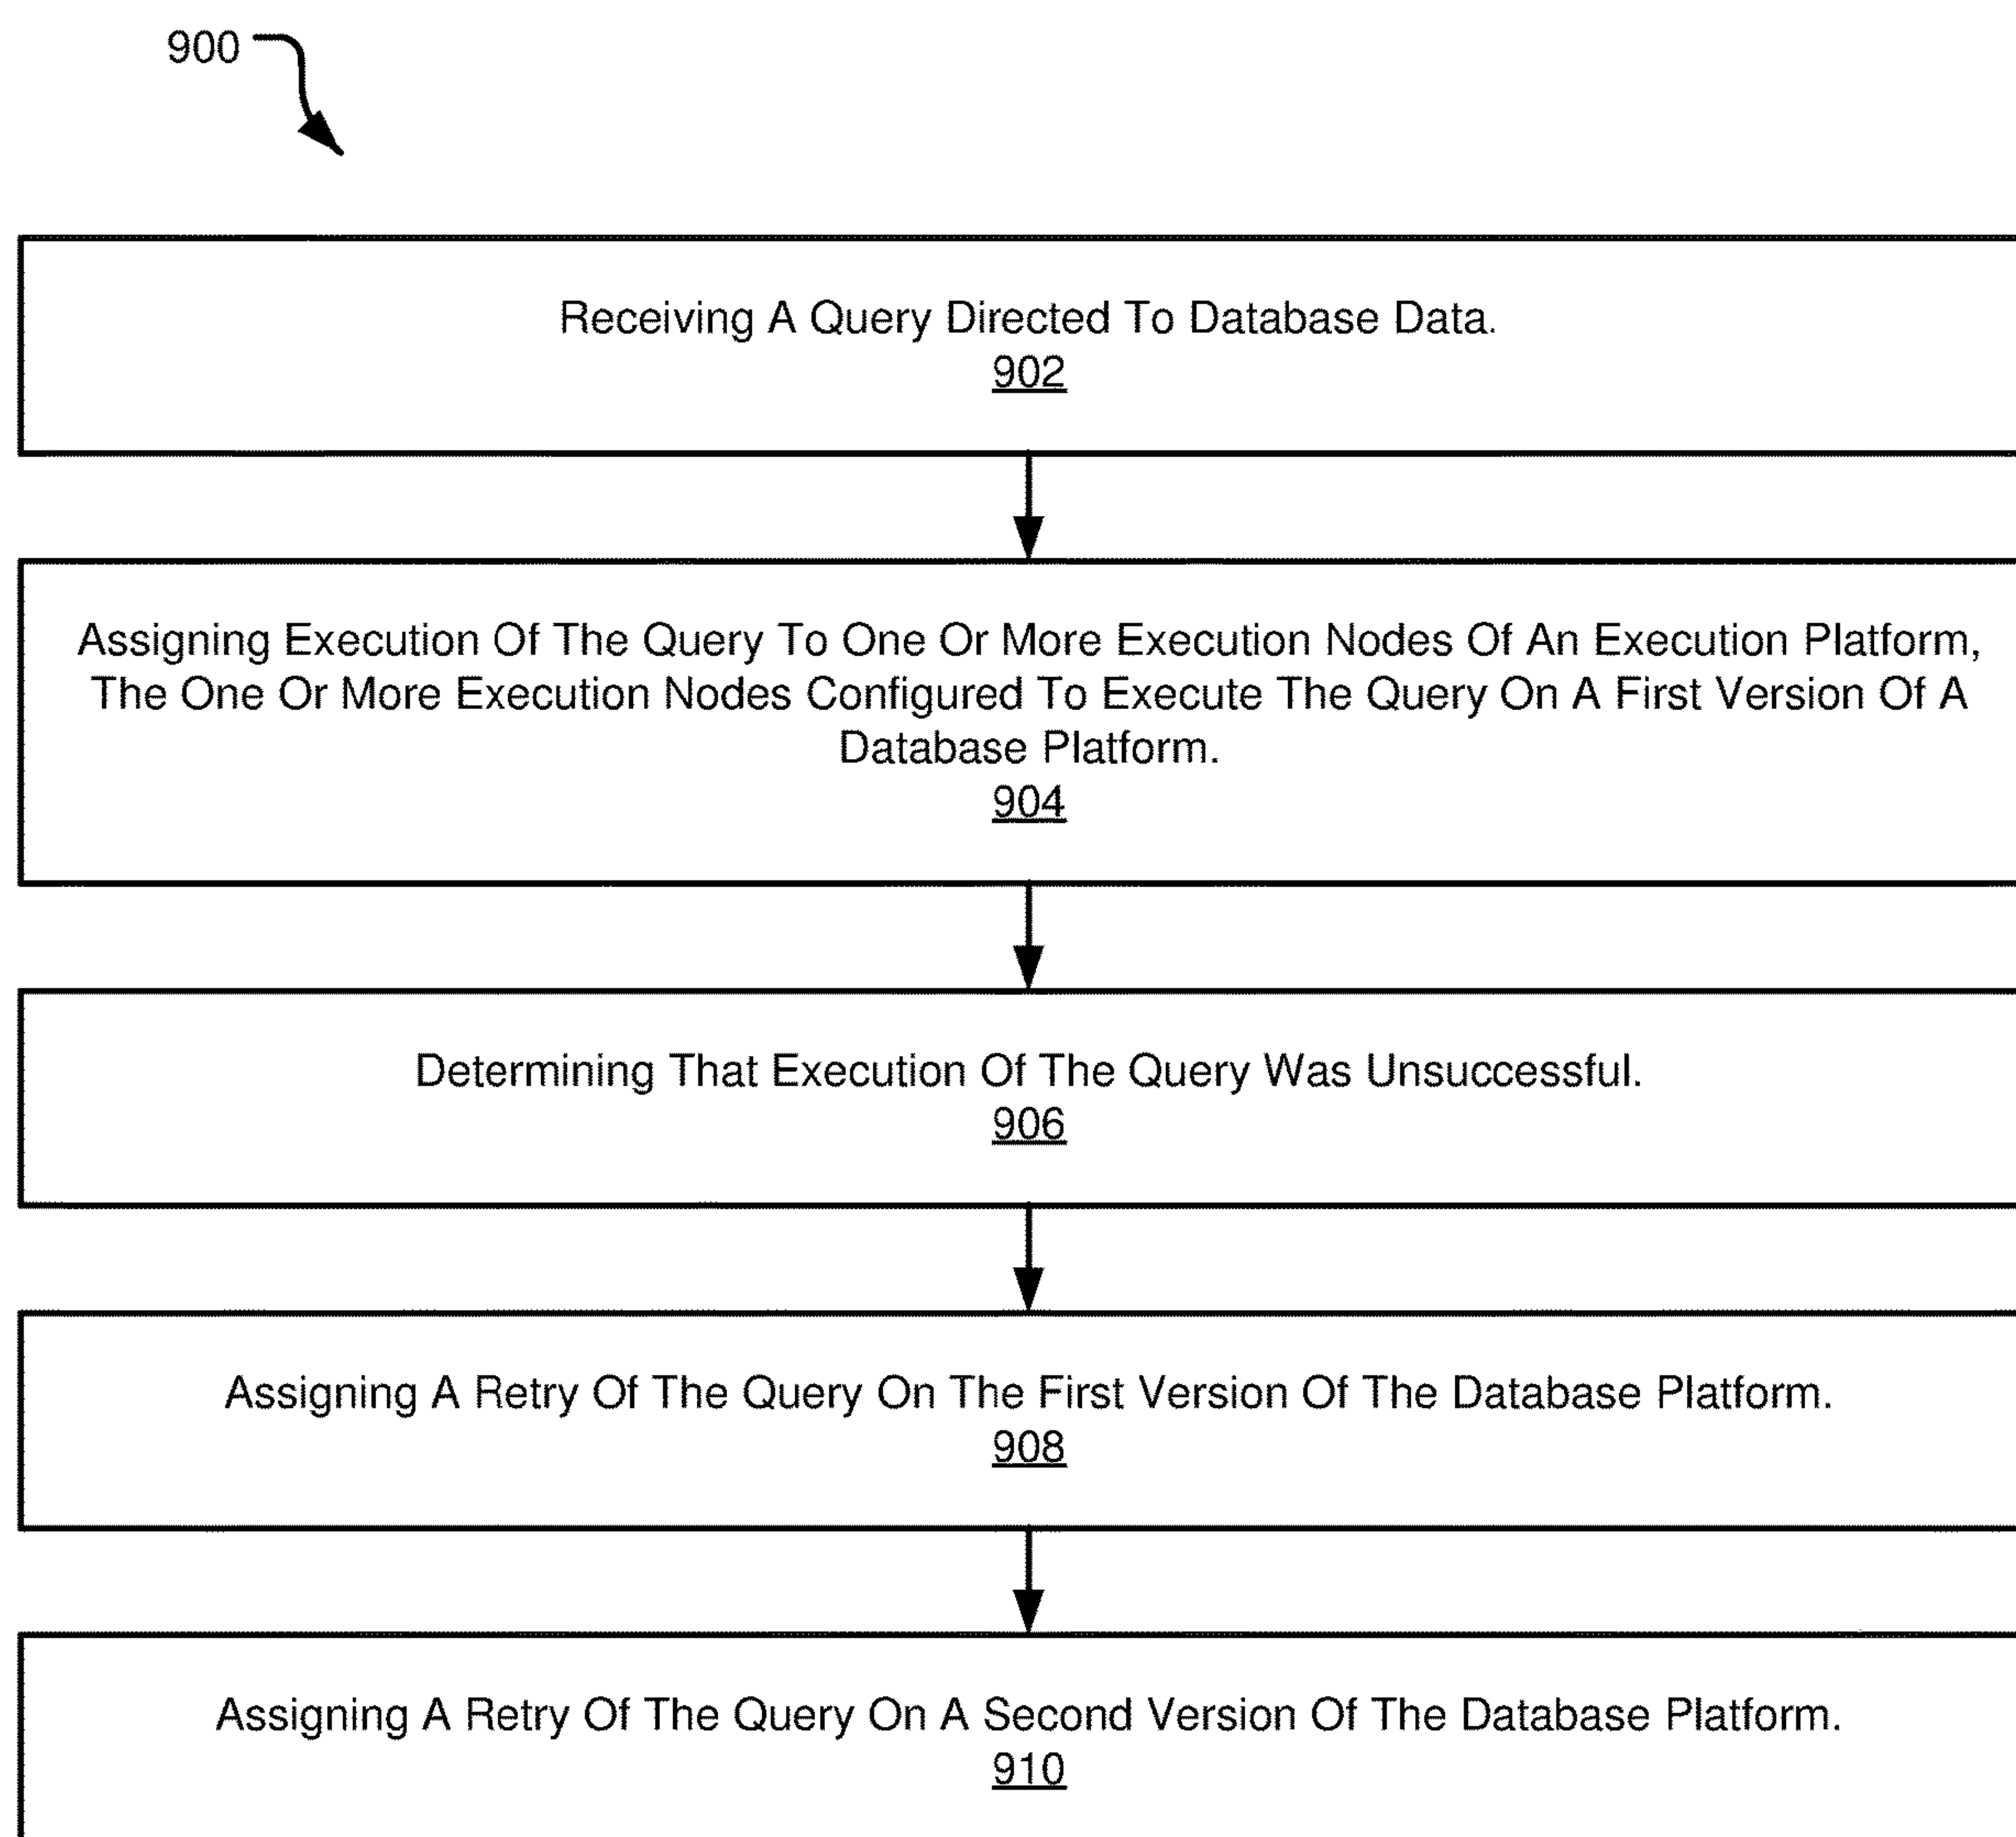 900
Receiving A Query Directed To Database Data.
902
Assigning Execution Of The Query To One Or More Execution Nodes Of An Execution Platform,
The One Or More Execution Nodes Configured To Execute The Query On A First Version Of A
Database Platform.
904
Determining That Execution Of The Query Was Unsuccessful.
906
Assigning A Retry Of The Query On The First Version Of The Database Platform.
908
Assigning A Retry Of The Query On A Second Version Of The Database Platform.
910